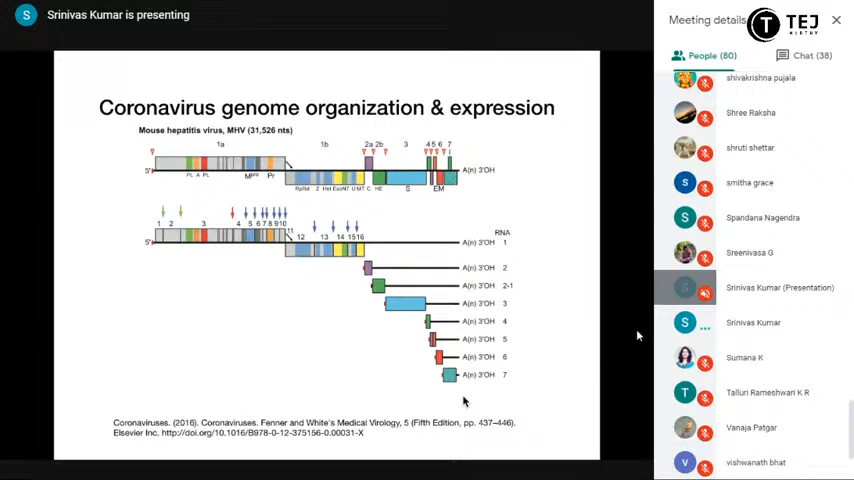 S Srinivas Kumar is presenting
Meeting details
TEJ
People (80)
Chat (38)
Coronavirus genome organization & expression
Mouse hepatitis virus, MHV (31,526 nts)
1a 1b 2a 2b 3 4 5 6 7
5' A(n) 3'OH
PL A PL Mpro Pr
RpRd Z Hel ExoN7 U MT C HE S EM
1 2 3 4 5 6 7 8 9 10
11 12 13 14 15 16
RNA
5' A(n) 3'OH 1
A(n) 3'OH 2
A(n) 3'OH 2-1
A(n) 3'OH 3
A(n) 3'OH 4
A(n) 3'OH 5
A(n) 3'OH 6
A(n) 3'OH 7
Coronaviruses. (2016). Coronaviruses. Fenner and White's Medical Virology, 5 (Fifth Edition, pp. 437–446).
Elsevier Inc. http://doi.org/10.1016/B978-0-12-375156-0.00031-X
shivakrishna pujala
Shree Raksha
shruti shettar
S smitha grace
S Spandana Nagendra
Sreenivasa G
S Srinivas Kumar (Presentation)
S Srinivas Kumar
Sumana K
T Talluri Rameshwari K R
Vanaja Patgar
V vishwanath bhat